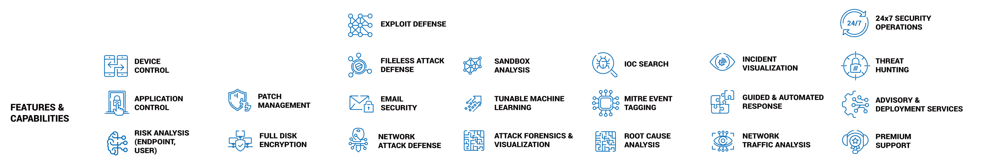 FEATURES &
CAPABILITIES
DEVICE
CONTROL
APPLICATION
CONTROL
RISK ANALYSIS
(ENDPOINT,
USER)
PATCH
MANAGEMENT
FULL DISK
ENCRYPTION
EXPLOIT DEFENSE
FILELESS ATTACK
DEFENSE
EMAIL
SECURITY
NETWORK
ATTACK DEFENSE
SANDBOX
ANALYSIS
TUNABLE MACHINE
LEARNING
ATTACK FORENSICS &
VISUALIZATION
IOC SEARCH
MITRE EVENT
TAGGING
ROOT CAUSE
ANALYSIS
INCIDENT
VISUALIZATION
GUIDED & AUTOMATED
RESPONSE
NETWORK
TRAFFIC ANALYSIS
24/7
24x7 SECURITY
OPERATIONS
THREAT
HUNTING
ADVISORY &
DEPLOYMENT SERVICES
PREMIUM
SUPPORT